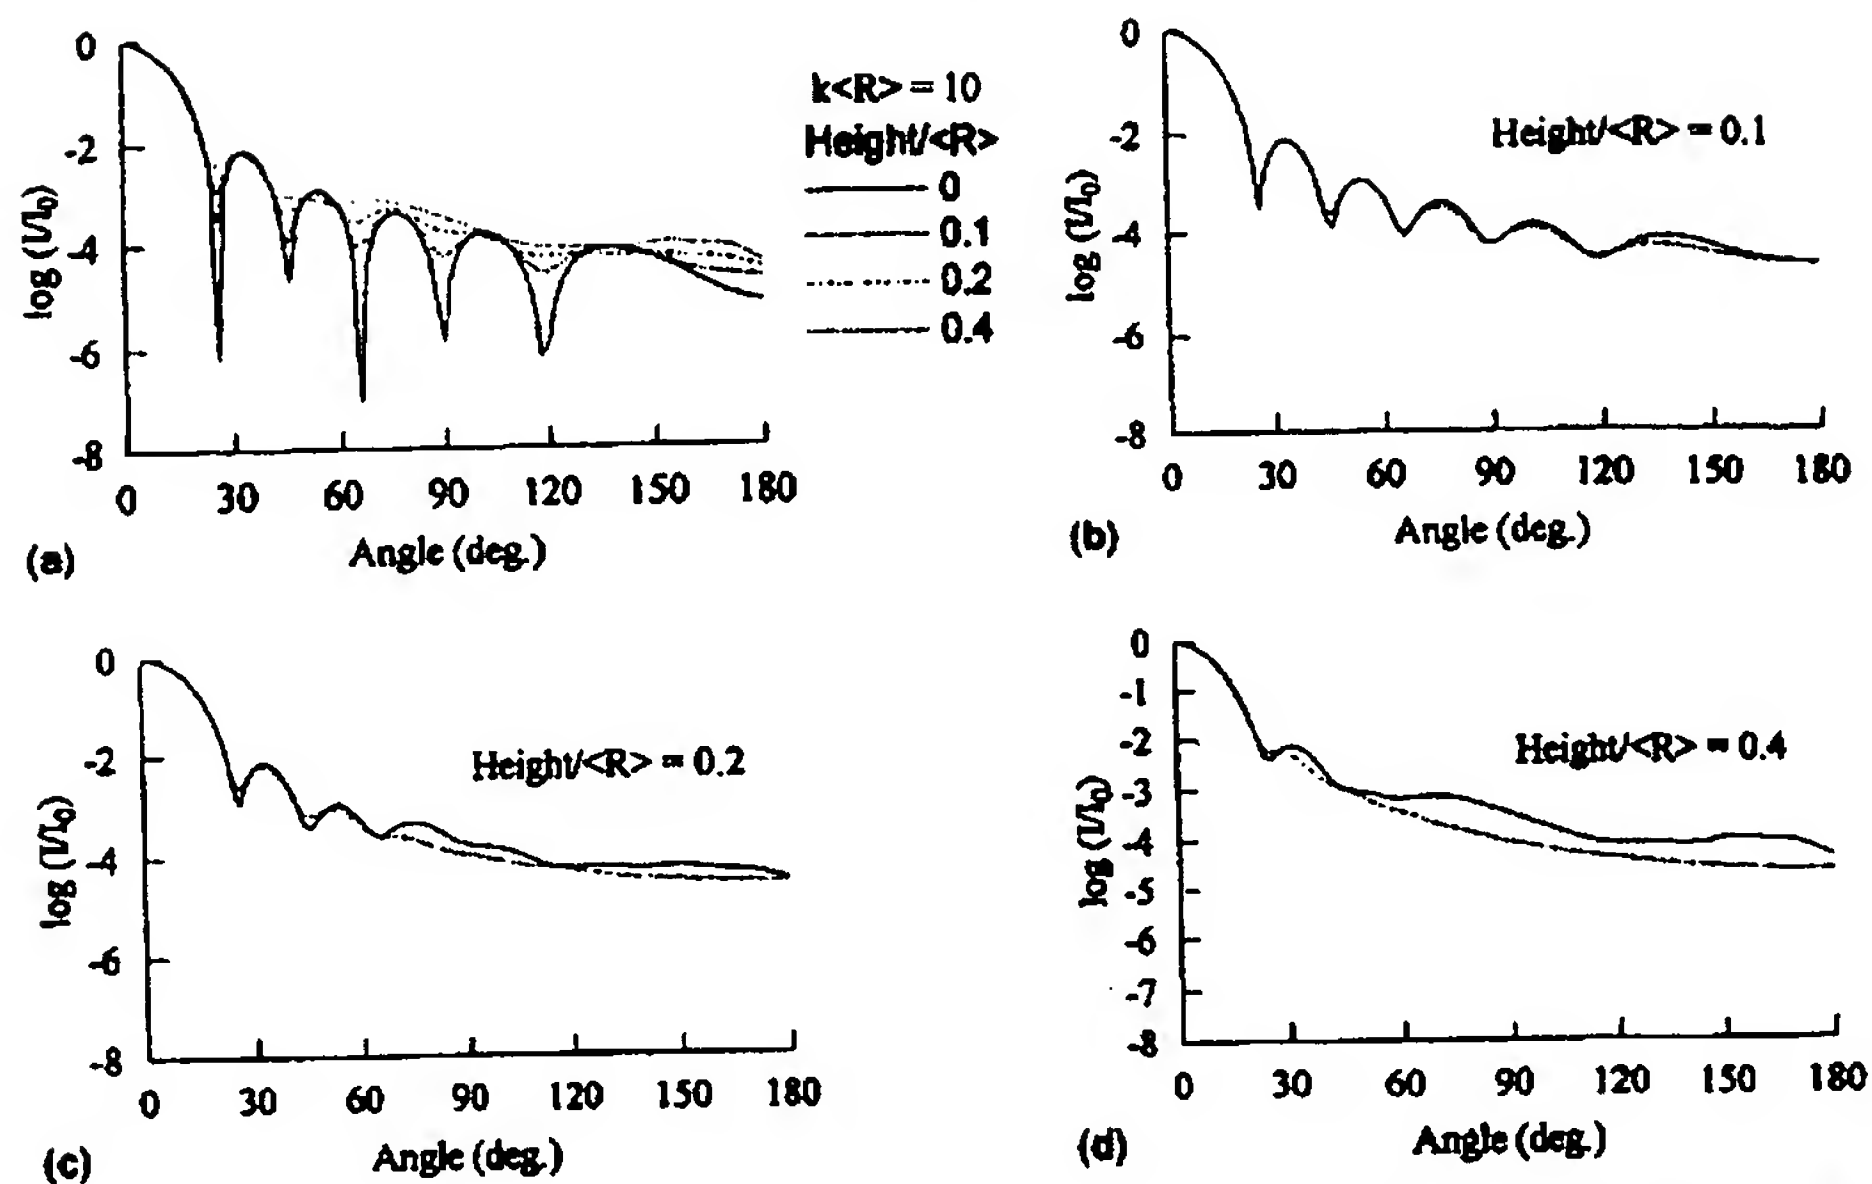 0
-2
-4
-6
-8
log (I/I0)
0 30 60 90 120 150 180
Angle (deg.)
(a)
k<R> = 10
Height/<R>
0
0.1
0.2
0.4
0
-2
-4
-6
-8
log (I/I0)
Height/<R> = 0.1
0 30 60 90 120 150 180
Angle (deg.)
(b)
0
-2
-4
-6
-8
log (I/I0)
Height/<R> = 0.2
0 30 60 90 120 150 180
Angle (deg.)
(c)
0
-1
-2
-3
-4
-5
-6
-7
-8
log (I/I0)
Height/<R> = 0.4
0 30 60 90 120 150 180
Angle (deg.)
(d)